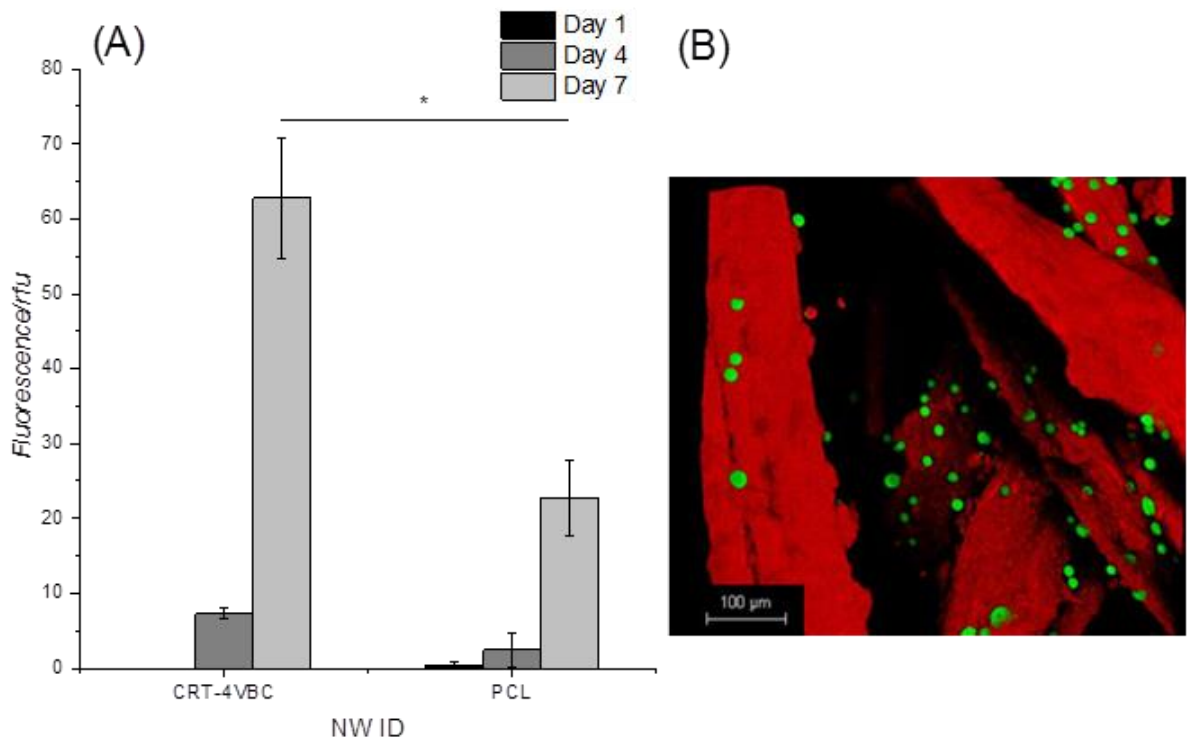 (A)
Day 1
Day 4
Day 7
(B)
80
70
60
50
40
30
20
10
0
*
Fluorescence/rfu
CRT-4VBC
PCL
NW ID
100 µm